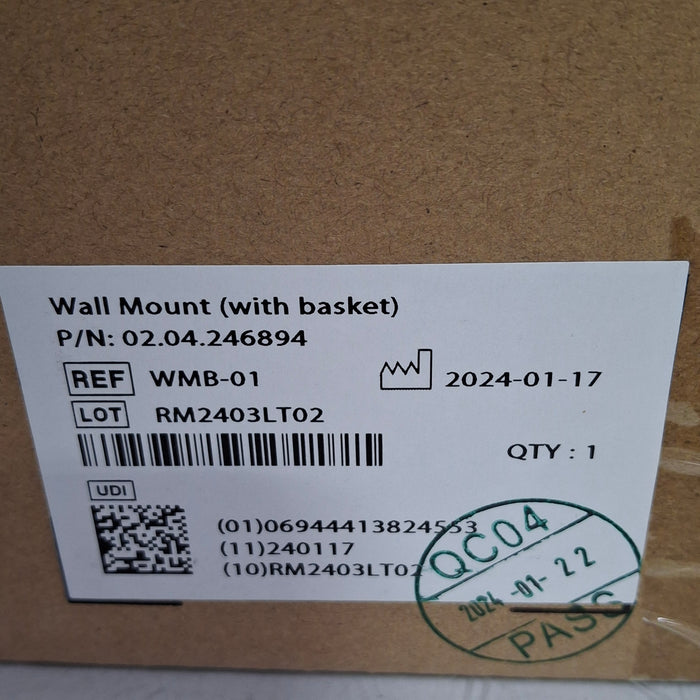 Wall Mount (with basket)
P/N: 02.04.246894
REF WMB-01 2024-01-17
LOT RM2403LT02
QTY : 1
UDI
(01)06944413824553
(11)240117
(10)RM2403LT02
QC04
2024-01-22
PASS